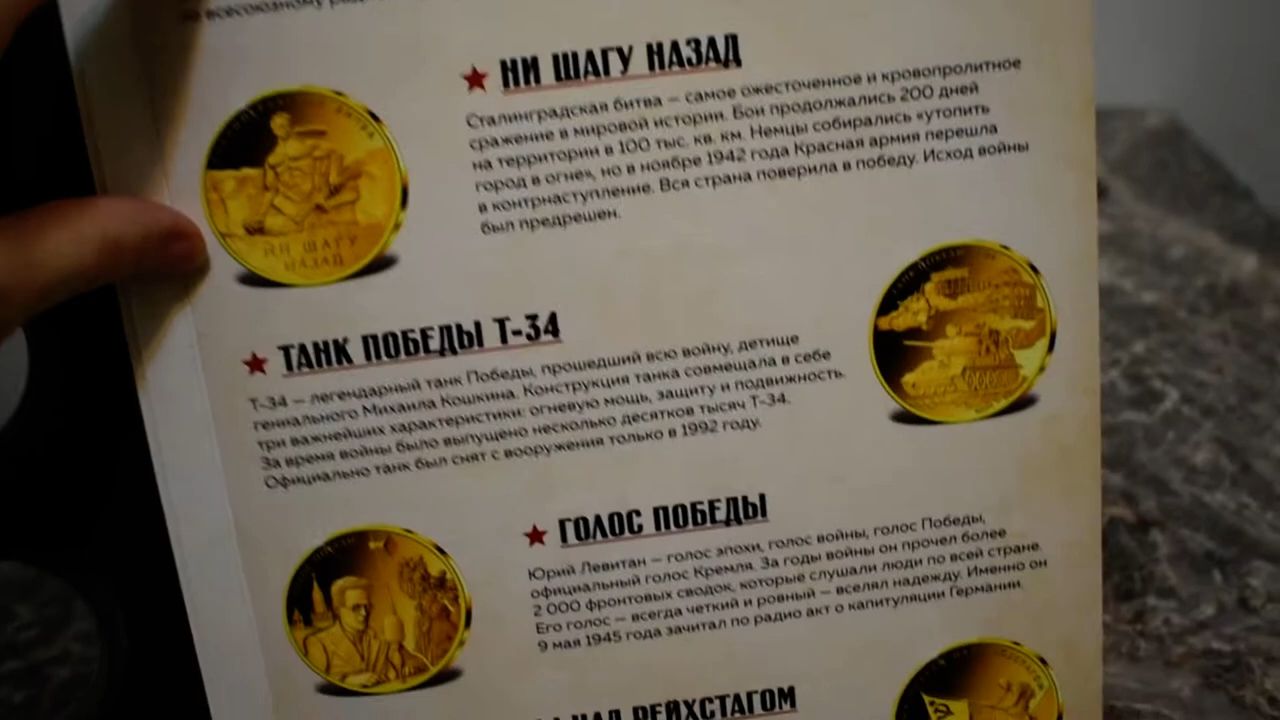 всесоюзному
НИ ШАГУ НАЗАД
Сталинградская битва — самое ожесточенное и кровопролитное
сражение в мировой истории. Бои продолжались 200 дней
на территории в 100 тыс. кв. км. Немцы собирались «утопить
город в огне», но в ноябре 1942 года Красная армия перешла
в контрнаступление. Вся страна поверила в победу. Исход войны
был предрешен.
НИ ШАГУ
НАЗАД
ТАНК ПОБЕДЫ Т-34
Т-34 — легендарный танк Победы, прошедший всю войну, детище
гениального Михаила Кошкина. Конструкция танка совмещала в себе
три важнейших характеристики: огневую мощь, защиту и подвижность.
За время войны было выпущено несколько десятков тысяч Т-34.
Официально танк был снят с вооружения только в 1992 году.
ГОЛОС ПОБЕДЫ
Юрий Левитан — голос эпохи, голос войны, голос Победы,
официальный голос Кремля. За годы войны он прочел более
2 000 фронтовых сводок, которые слушали люди по всей стране.
Его голос — всегда четкий и ровный — вселял надежду. Именно он
9 мая 1945 года зачитал по радио акт о капитуляции Германии.
НАД РЕЙХСТАГОМ